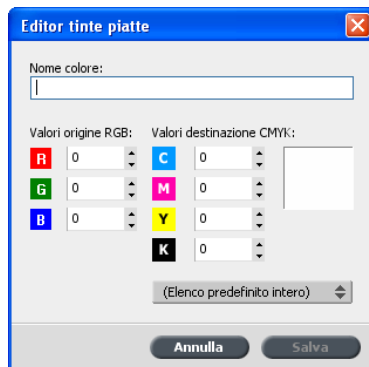 Editor tinte piatte
Nome colore:
Valori origine RGB: Valori destinazione CMYK:
R 0 C 0
G 0 M 0
B 0 Y 0
K 0
(Elenco predefinito intero)
Annulla Salva